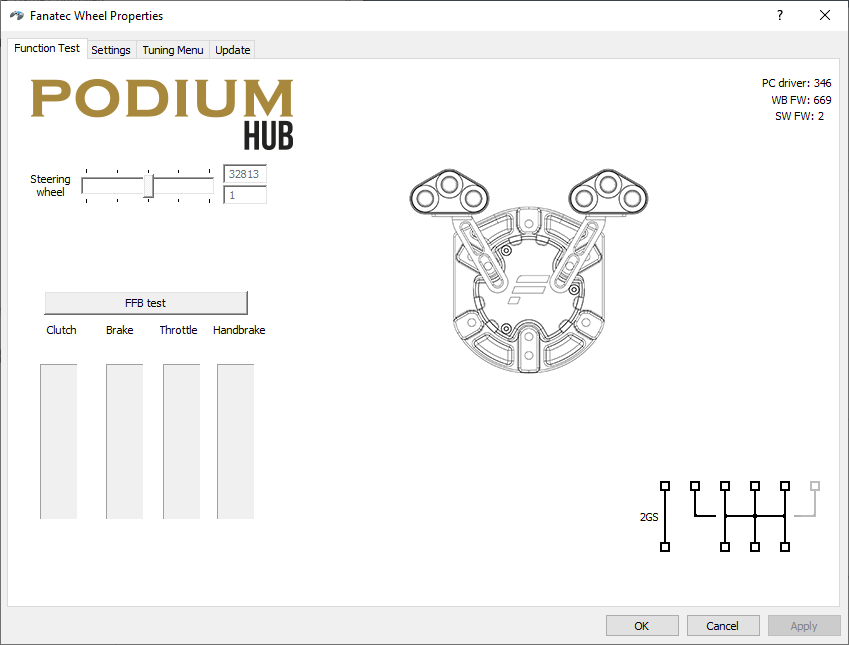 Fanatec Wheel Properties
?
Function Test
Settings
Tuning Menu
Update
PODIUM
HUB
PC driver: 346
WB FW: 669
SW FW: 2
Steering
wheel
32813
1
FFB test
Clutch
Brake
Throttle
Handbrake
2GS
OK
Cancel
Apply